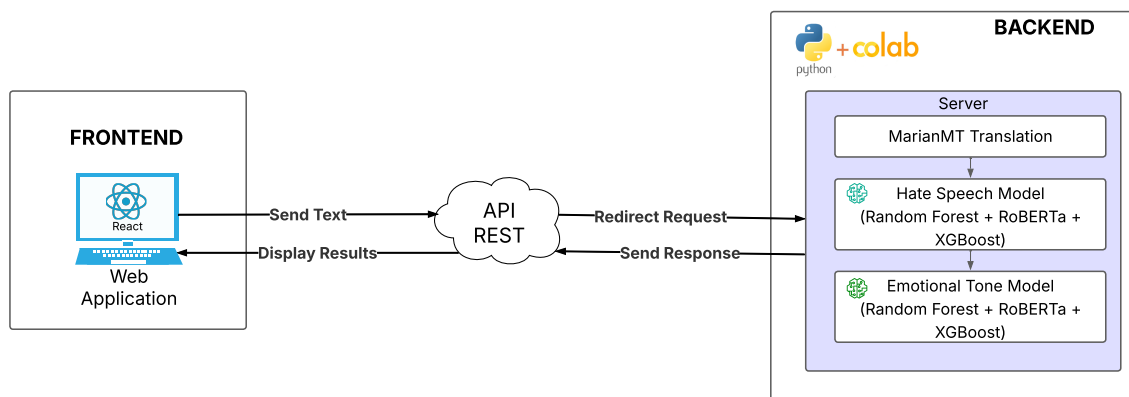 FRONTEND
React
Web
Application
Send Text
Display Results
API
REST
Redirect Request
Send Response
BACKEND
python
+ colab
Server
MarianMT Translation
Hate Speech Model
(Random Forest + RoBERTa +
XGBoost)
Emotional Tone Model
(Random Forest + RoBERTa +
XGBoost)